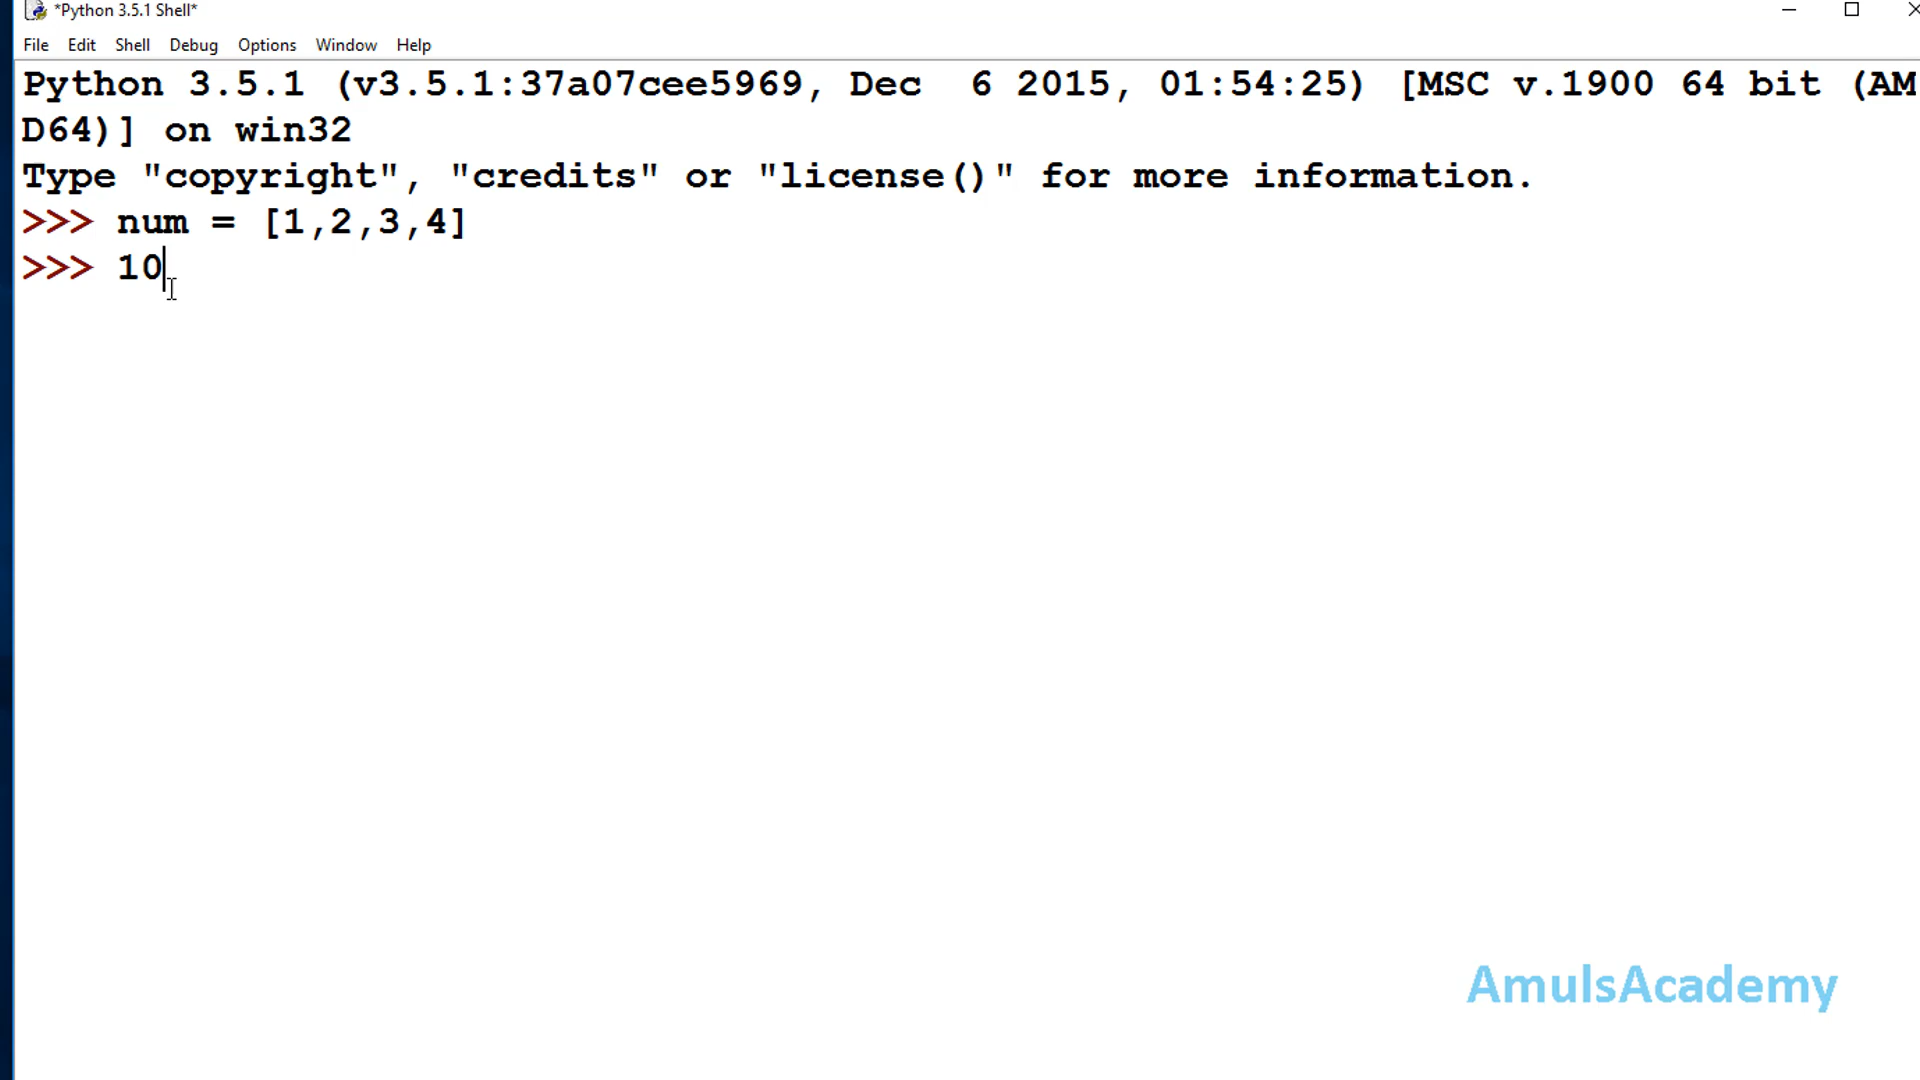 *Python 3.5.1 Shell*
File Edit Shell Debug Options Window Help
Python 3.5.1 (v3.5.1:37a07cee5969, Dec  6 2015, 01:54:25) [MSC v.1900 64 bit (AM
D64)] on win32
Type "copyright", "credits" or "license()" for more information.
>>> num = [1,2,3,4]
>>> 10
AmulsAcademy